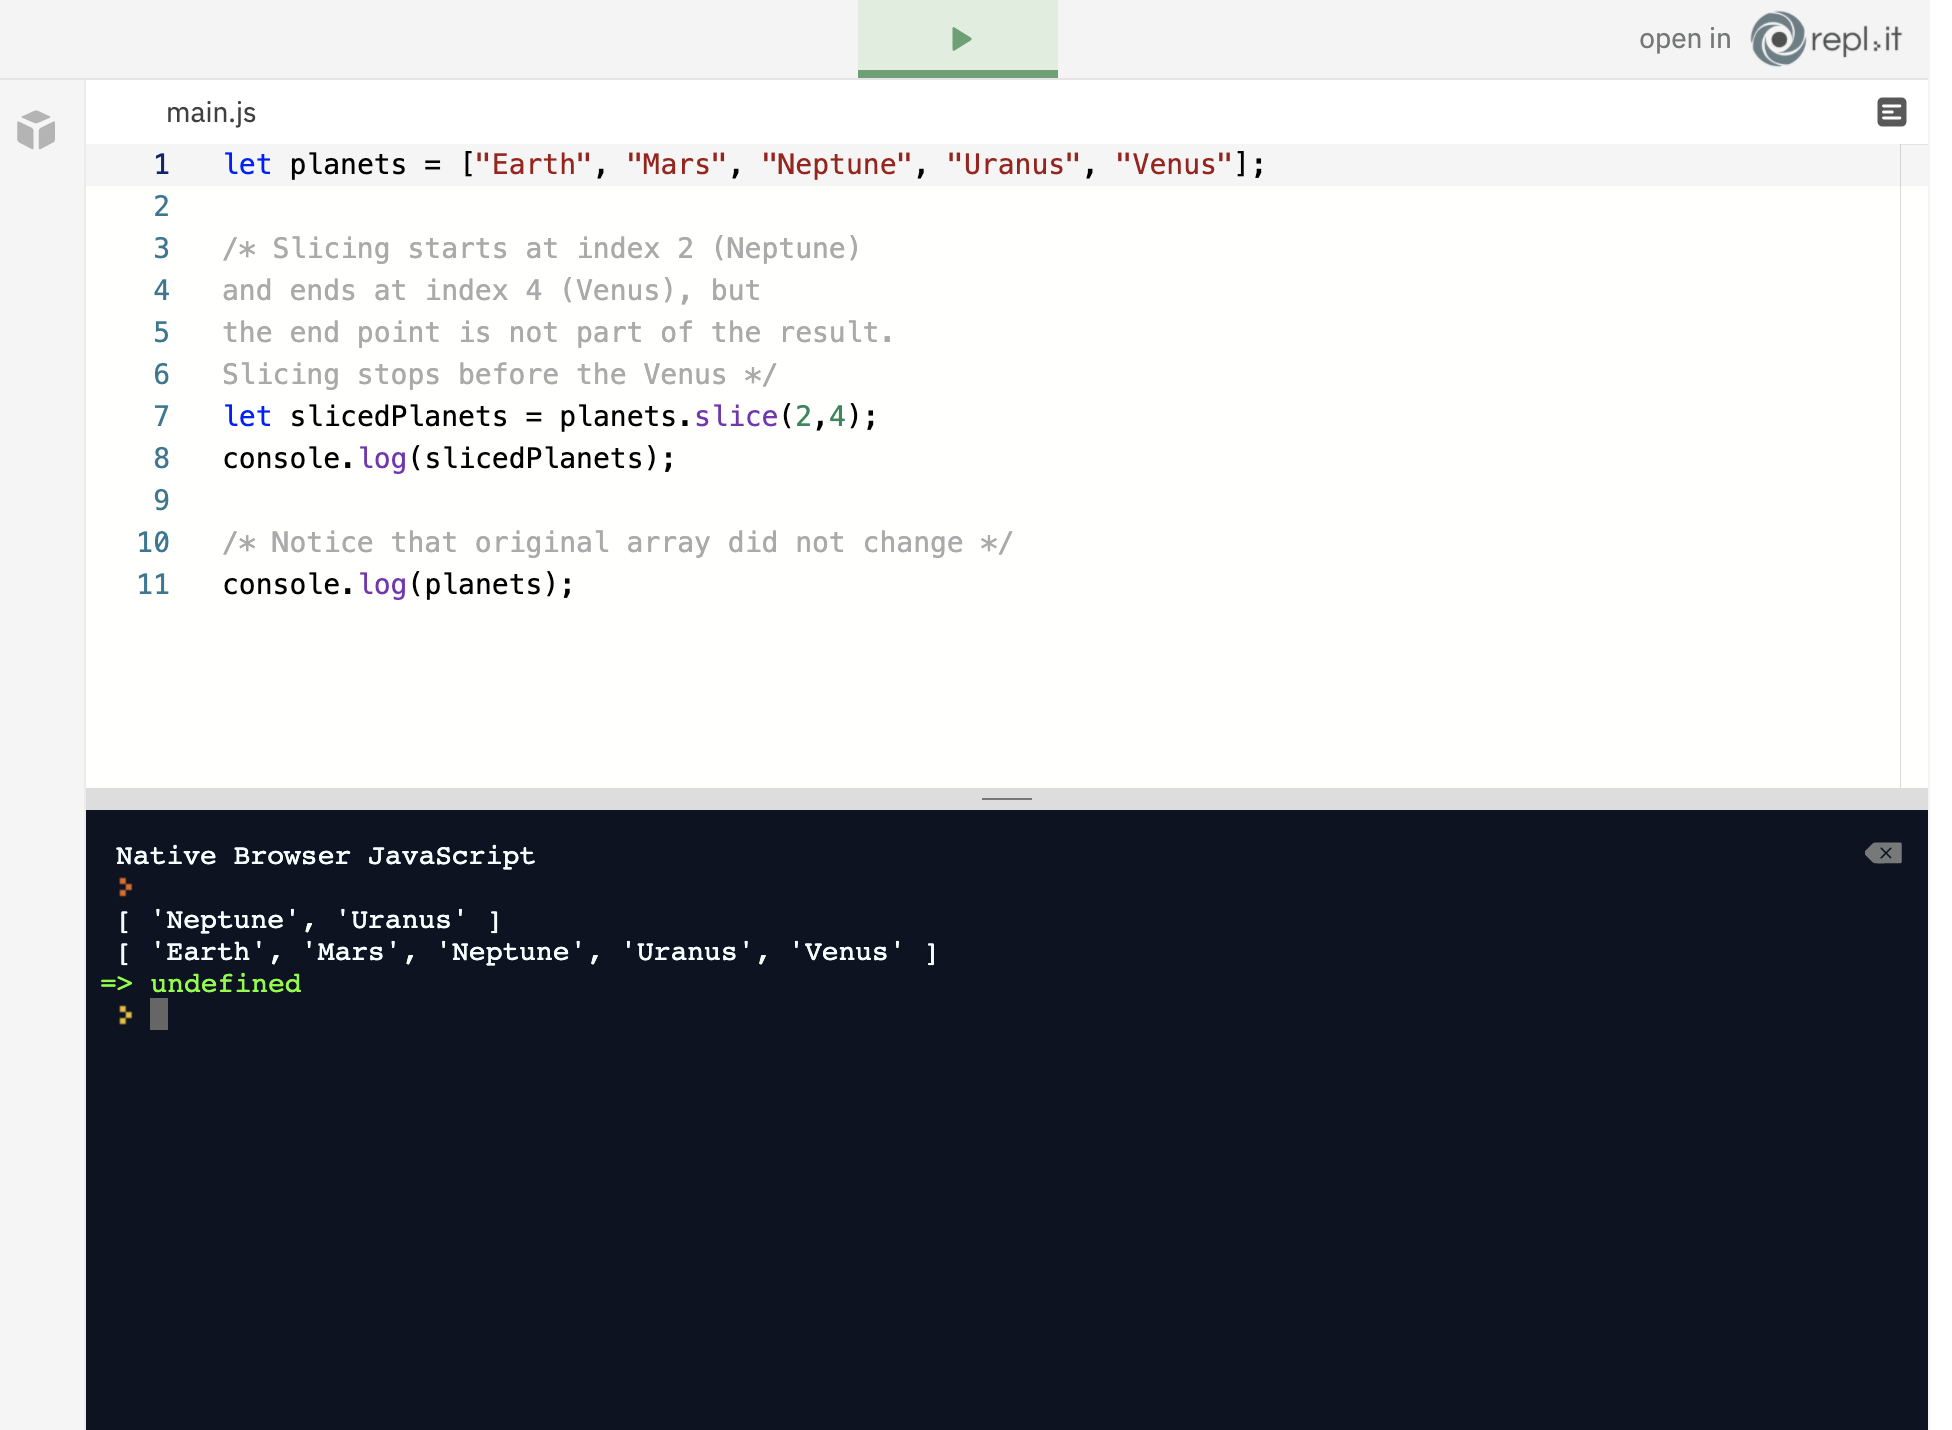 open in repl.it
main.js
1 let planets = ["Earth", "Mars", "Neptune", "Uranus", "Venus"];
2
3 /* Slicing starts at index 2 (Neptune)
4 and ends at index 4 (Venus), but
5 the end point is not part of the result.
6 Slicing stops before the Venus */
7 let slicedPlanets = planets.slice(2,4);
8 console.log(slicedPlanets);
9
10 /* Notice that original array did not change */
11 console.log(planets);
Native Browser JavaScript
[ 'Neptune', 'Uranus' ]
[ 'Earth', 'Mars', 'Neptune', 'Uranus', 'Venus' ]
=> undefined